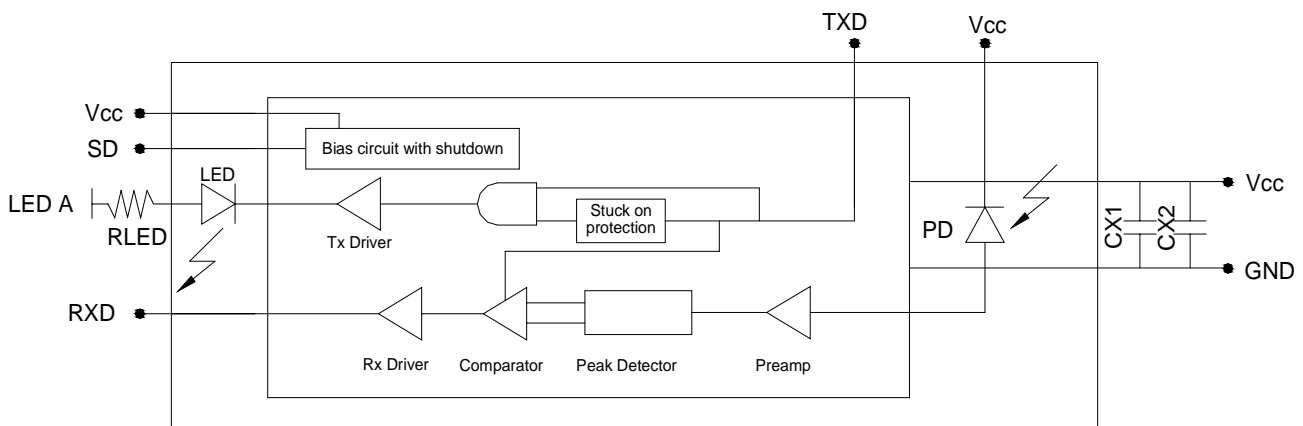 TXD
Vcc
Vcc
SD
Bias circuit with shutdown
LED
LED A
RLED
Tx Driver
Stuck on
protection
PD
CX1
CX2
Vcc
GND
RXD
Rx Driver
Comparator
Peak Detector
Preamp